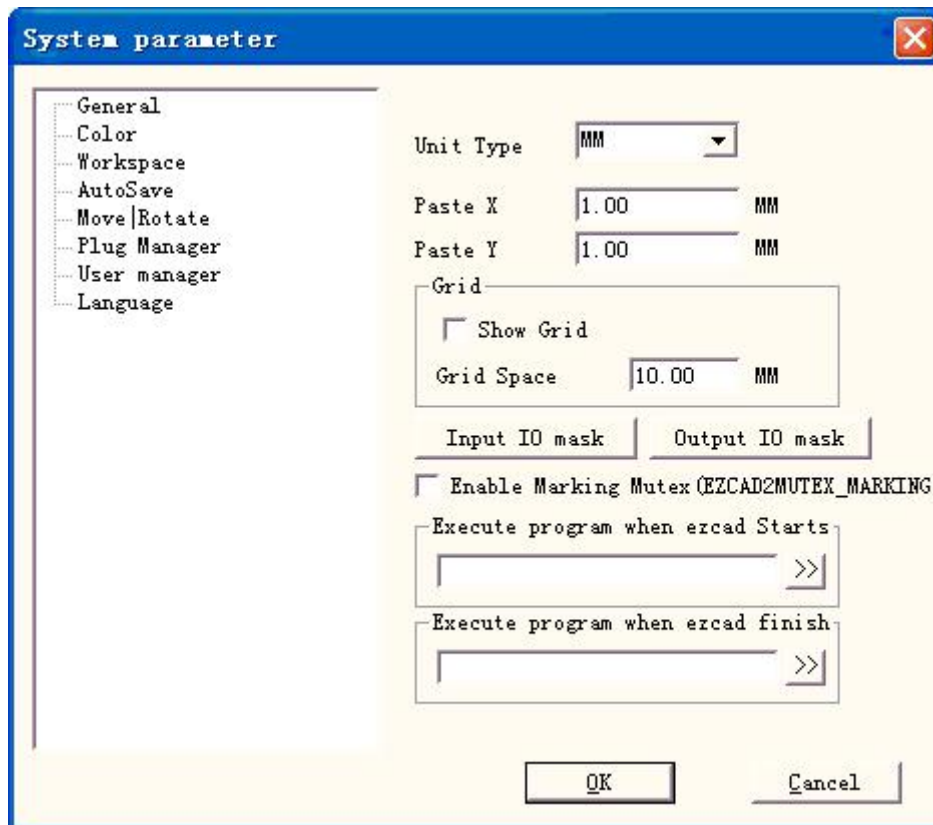 System parameter
General
Color
Workspace
AutoSave
Move|Rotate
Plug Manager
User manager
Language
Unit Type MM
Paste X 1.00 MM
Paste Y 1.00 MM
Grid
Show Grid
Grid Space 10.00 MM
Input IO mask Output IO mask
Enable Marking Mutex(EZCAD2MUTEX_MARKING
Execute program when ezcad Starts
>>
Execute program when ezcad finish
>>
OK Cancel